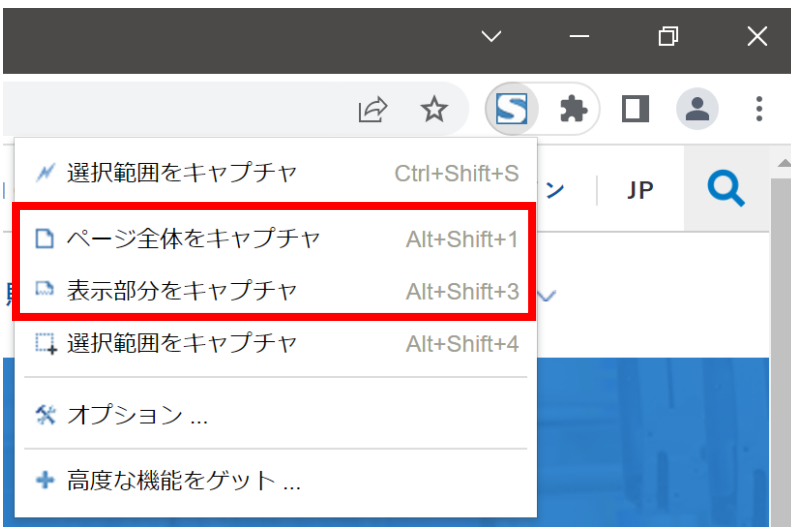 選択範囲をキャプチャ Ctrl+Shift+S
ン JP
ページ全体をキャプチャ Alt+Shift+1
表示部分をキャプチャ Alt+Shift+3
選択範囲をキャプチャ Alt+Shift+4
オプション ...
高度な機能をゲット ...